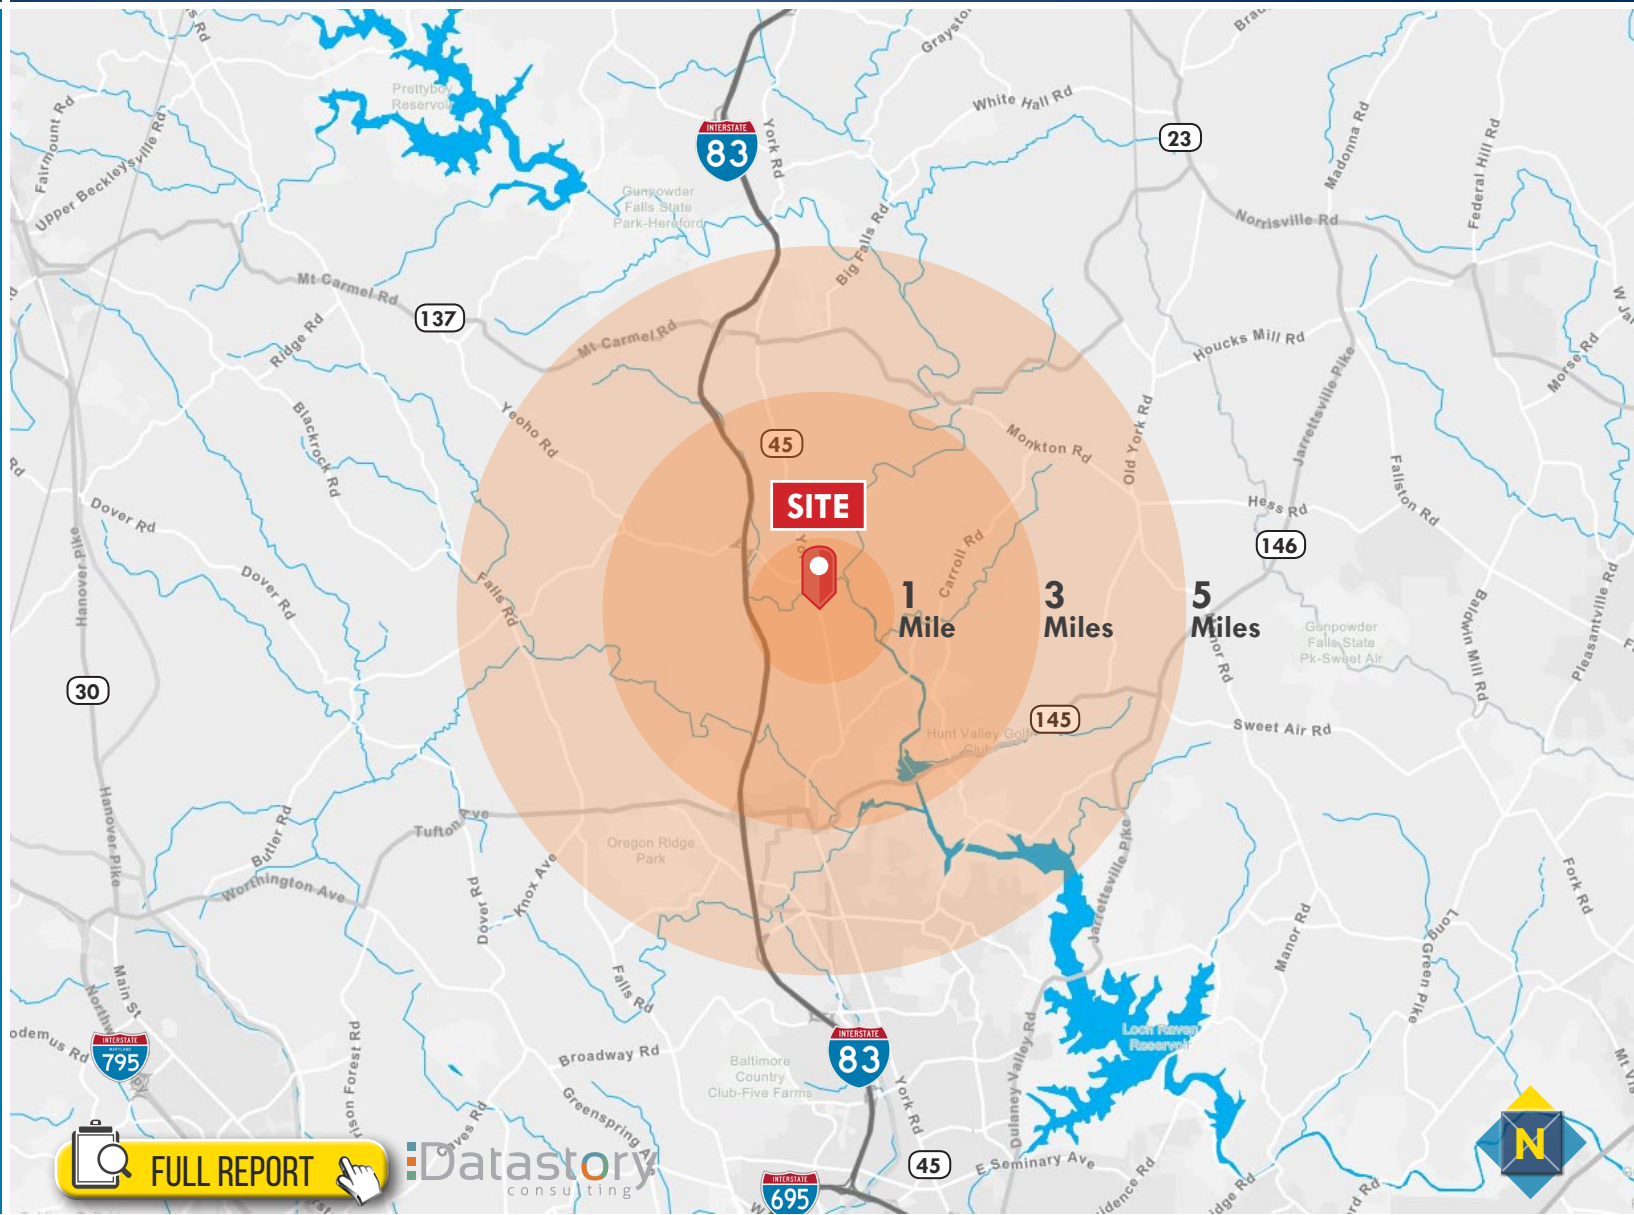 Grayston
White Hall Rd
Fairmount Rd
Upper Beckleysville Rd
Prettyboy
Reservoir
INTERSTATE
83
York Rd
23
Madonna Rd
Federal Hill Rd
Gunpowder
Falls State
Park-Hereford
Norrisville Rd
Big Falls Rd
Mt Carmel Rd
137
Ridge Rd
Mt Carmel Rd
Houcks Mill Rd
Morse Rd
Jarrettsville Pike
Blackrock Rd
Yeoho Rd
45
Monkton Rd
Old York Rd
Fallston Rd
Hess Rd
146
SITE
Dover Rd
Hanover Pike
Dover Rd
Falls Rd
Carroll Rd
1
Mile
3
Miles
5
Miles
Manor Rd
Gunpowder
Falls State
Pk-Sweet Air
Baldwin Mill Rd
Pleasantville Rd
30
145
Hunt Valley Golf
Club
Sweet Air Rd
Hanover Pike
Butler Rd
Tufton Ave
Oregon Ridge
Park
Worthington Ave
Dover Rd
Knox Ave
Jarrettsville Pike
Manor Rd
Long Green Pike
Fork Rd
Main St
Falls Rd
INTERSTATE
MARYLAND
795
Broadway Rd
Baltimore
Country
Club-Five Farms
INTERSTATE
83
York Rd
Dulaney Valley Rd
Loch Raven
Reservoir
Greenspring Ave
45
E Seminary Ave
INTERSTATE
695
FULL REPORT
Datastory
consulting
N